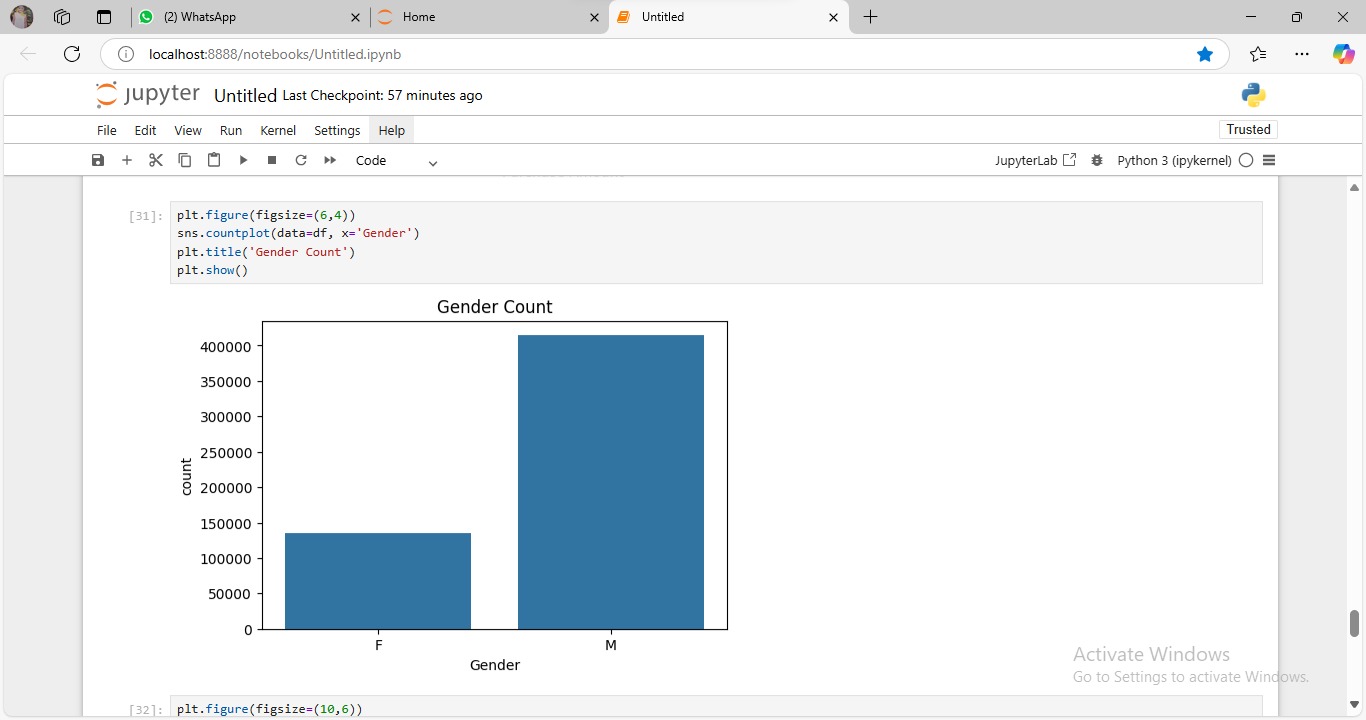 (2) WhatsApp
Home
Untitled
localhost:8888/notebooks/Untitled.ipynb
jupyter Untitled Last Checkpoint: 57 minutes ago
File Edit View Run Kernel Settings Help
Trusted
Code
JupyterLab
Python 3 (ipykernel)
[31]: plt.figure(figsize=(6,4))
sns.countplot(data=df, x='Gender')
plt.title('Gender Count')
plt.show()
Gender Count
400000
350000
300000
250000
200000
150000
100000
50000
0
count
F M
Gender
Activate Windows
Go to Settings to activate Windows.
[32]: plt.figure(figsize=(10,6))